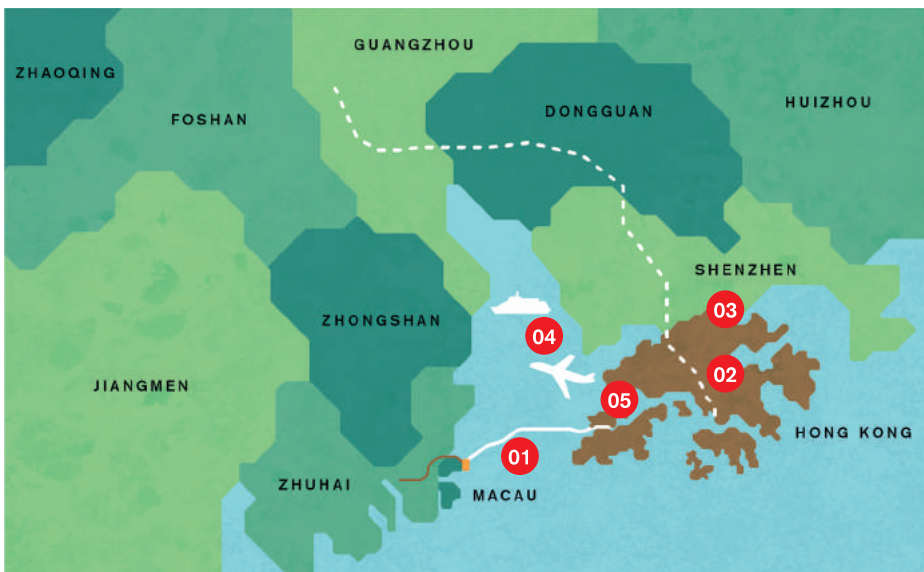 GUANGZHOU
ZHAOQING
DONGGUAN
HUIZHOU
FOSHAN
SHENZHEN
03
ZHONGSHAN
04
02
JIANGMEN
05
HONG KONG
01
ZHUHAI
MACAU